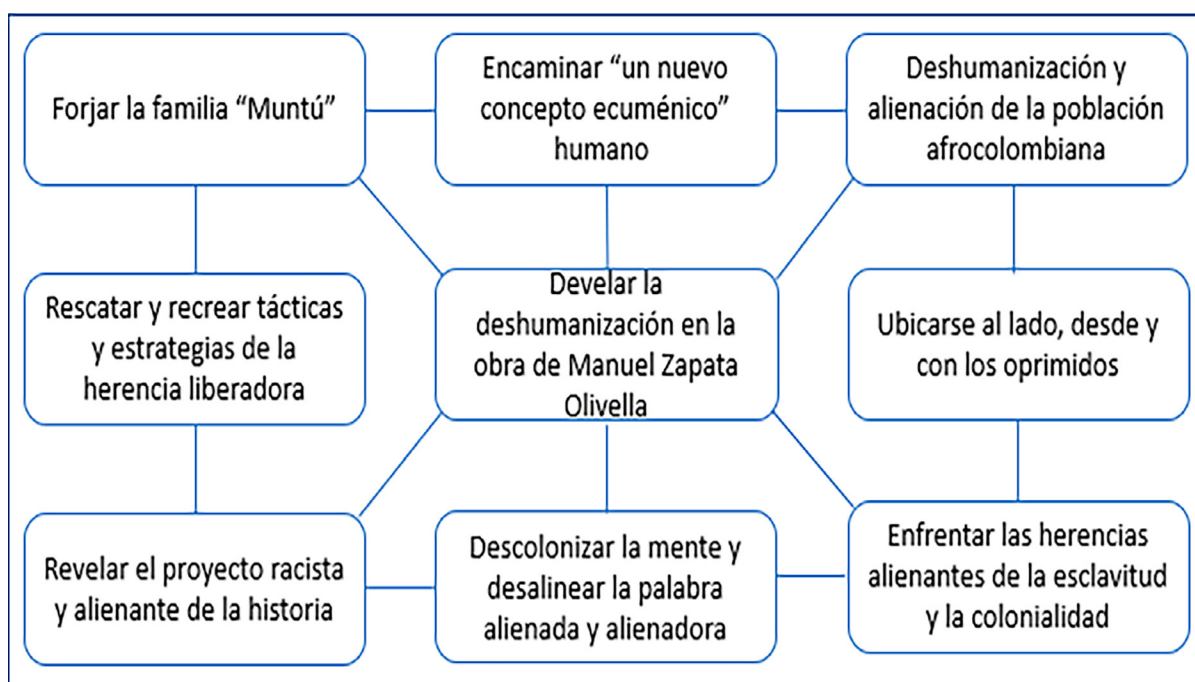 Forjar la familia “Muntú”
Encaminar “un nuevo
concepto ecuménico”
humano
Deshumanización y
alienación de la población
afrocolombiana
Rescatar y recrear tácticas
y estrategias de la
herencia liberadora
Develar la
deshumanización en la
obra de Manuel Zapata
Olivella
Ubicarse al lado, desde y
con los oprimidos
Revelar el proyecto racista
y alienante de la historia
Descolonizar la mente y
desalinear la palabra
alienada y alienadora
Enfrentar las herencias
alienantes de la esclavitud
y la colonialidad